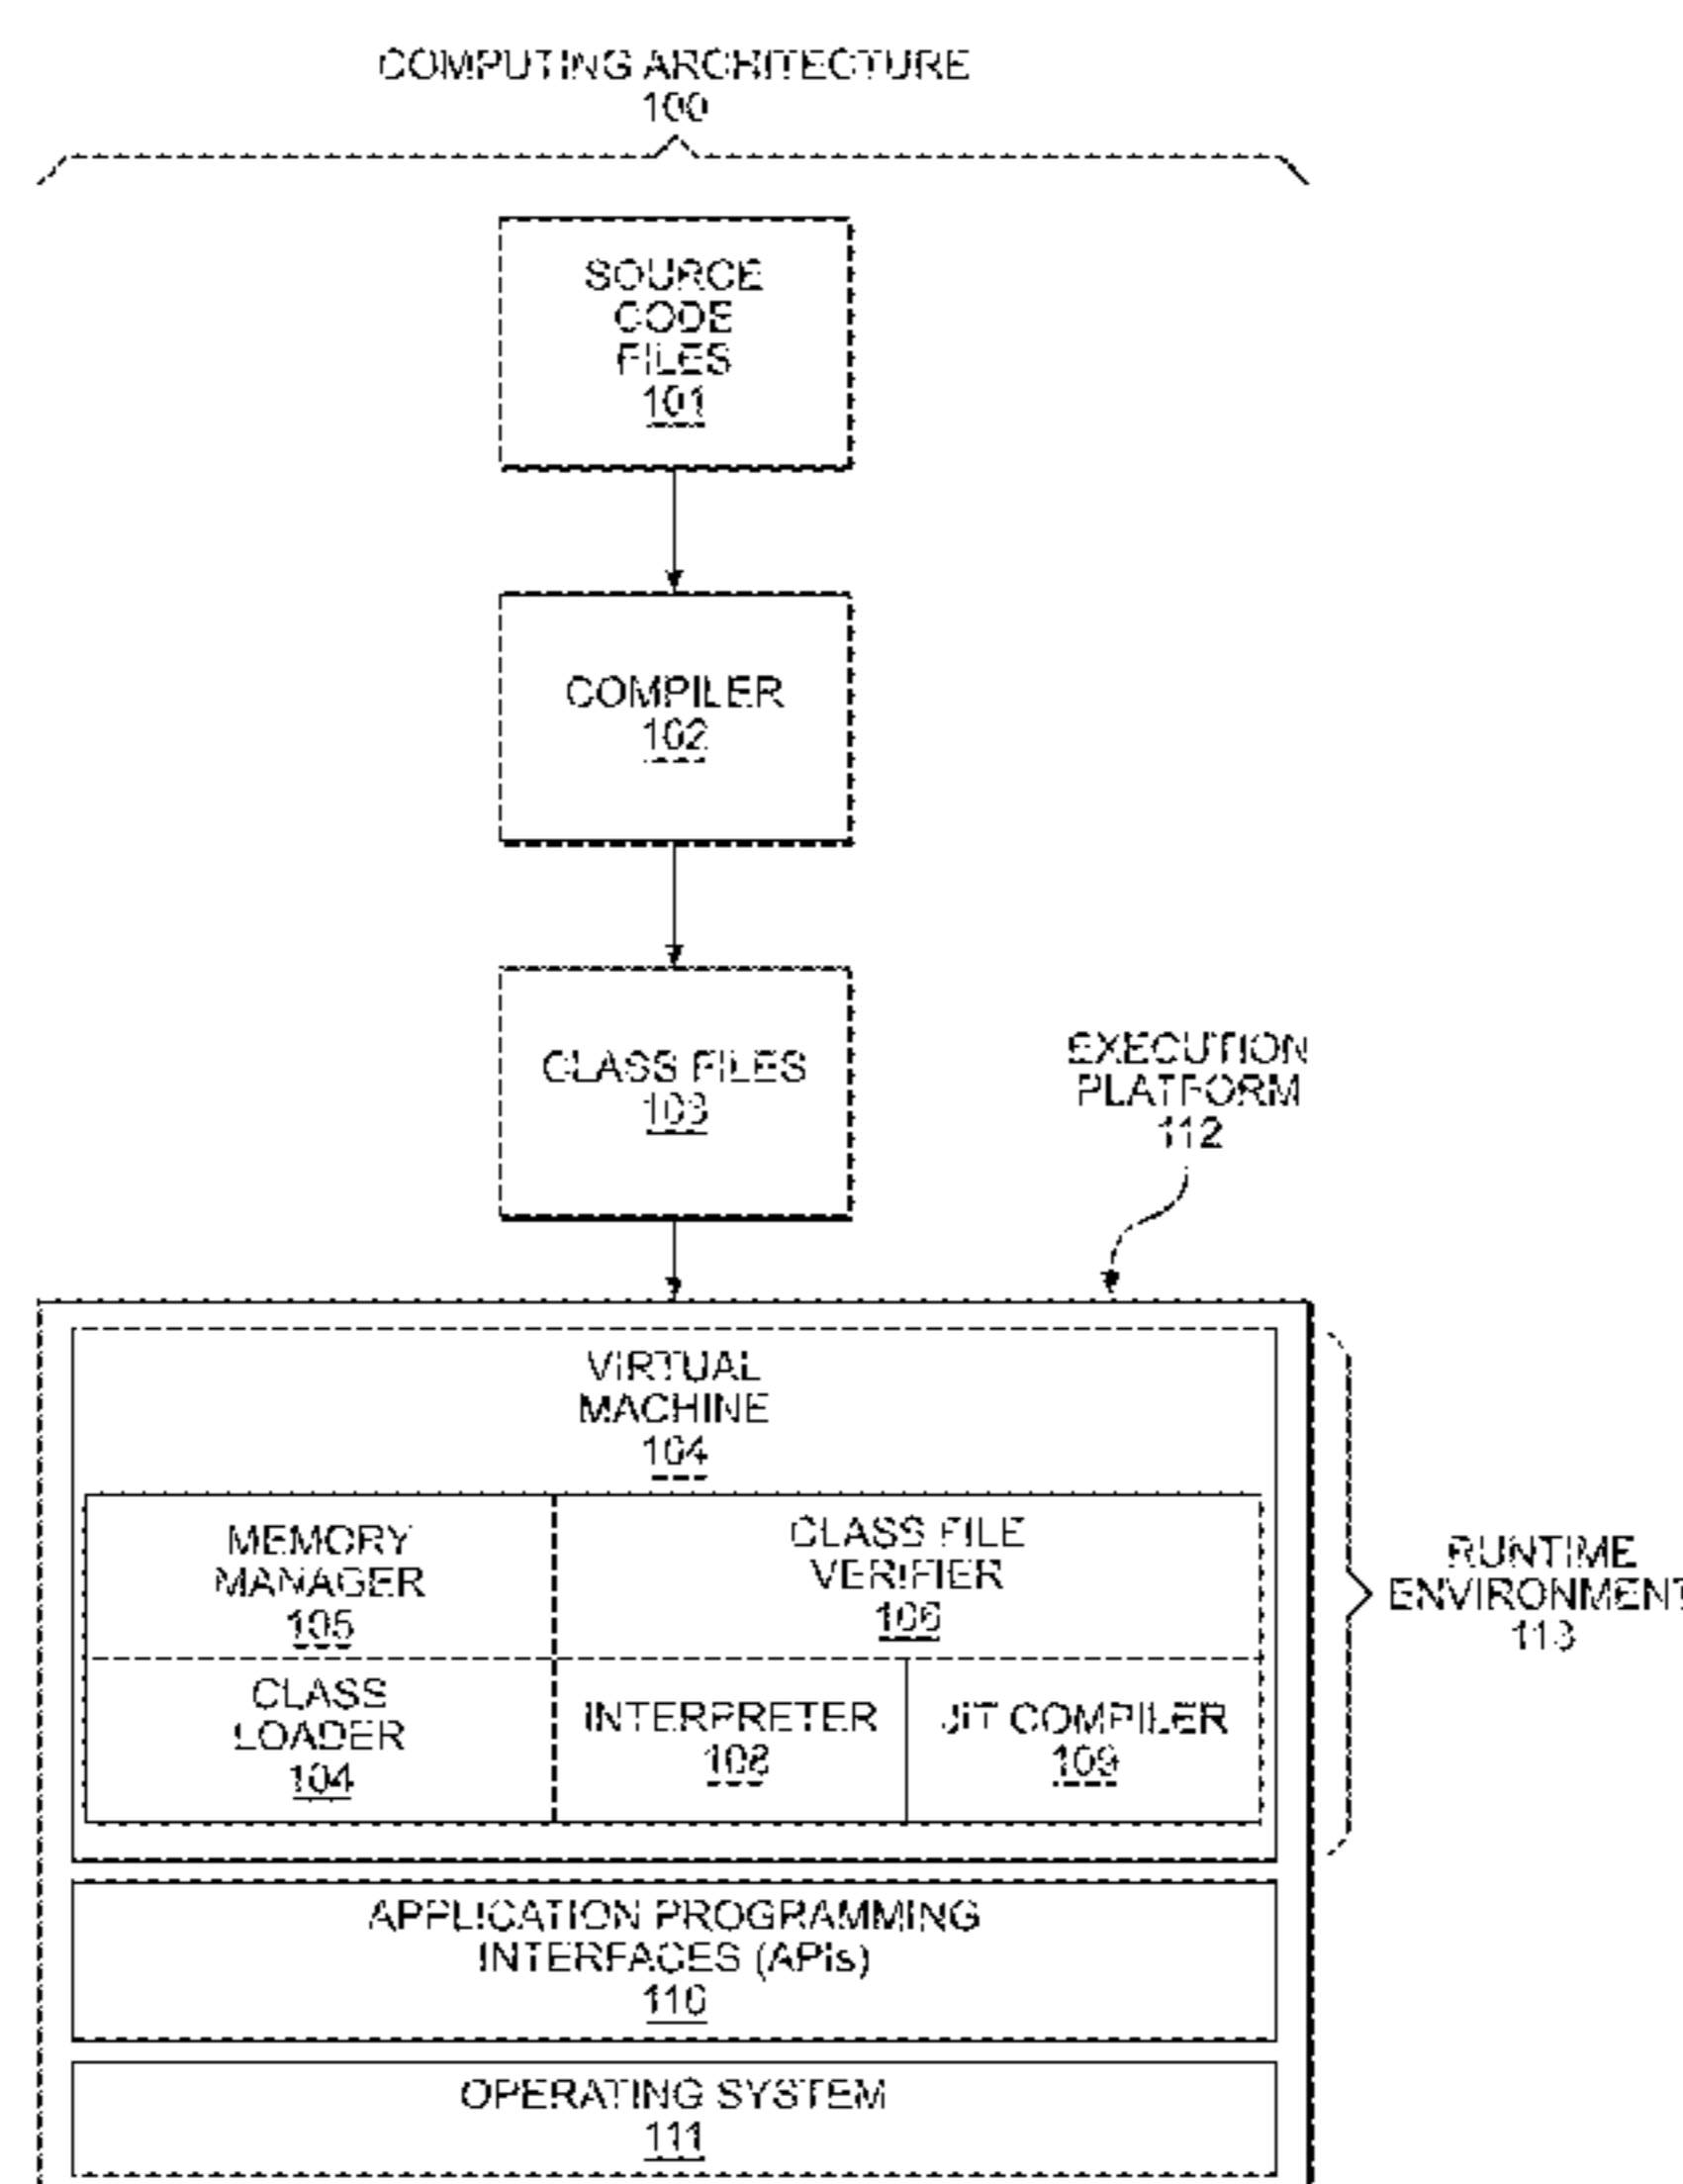 COMPUTING ARCHITECTURE
100
SOURCE
CODE
FILES
101
COMPILER
102
CLASS FILES
103
EXECUTION
PLATFORM
112
VIRTUAL
MACHINE
104
MEMORY
MANAGER
105
CLASS FILE
VERIFIER
106
CLASS
LOADER
104
INTERPRETER
108
JIT COMPILER
109
RUNTIME
ENVIRONMENT
113
APPLICATION PROGRAMMING
INTERFACES (APIs)
110
OPERATING SYSTEM
111